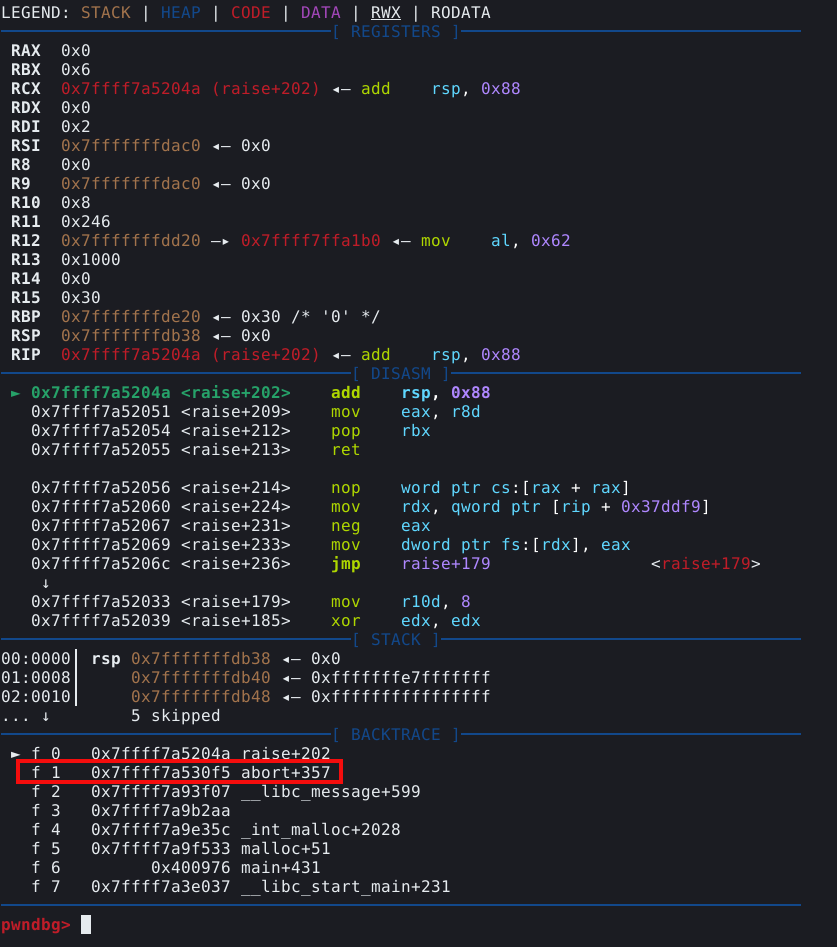 LEGEND: STACK | HEAP | CODE | DATA | RWX | RODATA
[ REGISTERS ]
RAX 0x0
RBX 0x6
RCX 0x7ffff7a5204a (raise+202) ◂— add rsp, 0x88
RDX 0x0
RDI 0x2
RSI 0x7fffffffdac0 ◂— 0x0
R8 0x0
R9 0x7fffffffdac0 ◂— 0x0
R10 0x8
R11 0x246
R12 0x7fffffffdd20 —▸ 0x7ffff7ffa1b0 ◂— mov al, 0x62
R13 0x1000
R14 0x0
R15 0x30
RBP 0x7fffffffde20 ◂— 0x30 /* '0' */
RSP 0x7fffffffdb38 ◂— 0x0
RIP 0x7ffff7a5204a (raise+202) ◂— add rsp, 0x88
[ DISASM ]
► 0x7ffff7a5204a <raise+202> add rsp, 0x88
0x7ffff7a52051 <raise+209> mov eax, r8d
0x7ffff7a52054 <raise+212> pop rbx
0x7ffff7a52055 <raise+213> ret
0x7ffff7a52056 <raise+214> nop word ptr cs:[rax + rax]
0x7ffff7a52060 <raise+224> mov rdx, qword ptr [rip + 0x37ddf9]
0x7ffff7a52067 <raise+231> neg eax
0x7ffff7a52069 <raise+233> mov dword ptr fs:[rdx], eax
0x7ffff7a5206c <raise+236> jmp raise+179 <raise+179>
↓
0x7ffff7a52033 <raise+179> mov r10d, 8
0x7ffff7a52039 <raise+185> xor edx, edx
[ STACK ]
00:0000│ rsp 0x7fffffffdb38 ◂— 0x0
01:0008│ 0x7fffffffdb40 ◂— 0xfffffffe7fffffff
02:0010│ 0x7fffffffdb48 ◂— 0xffffffffffffffff
... ↓ 5 skipped
[ BACKTRACE ]
► f 0 0x7ffff7a5204a raise+202
f 1 0x7ffff7a530f5 abort+357
f 2 0x7ffff7a93f07 __libc_message+599
f 3 0x7ffff7a9b2aa
f 4 0x7ffff7a9e35c _int_malloc+2028
f 5 0x7ffff7a9f533 malloc+51
f 6 0x400976 main+431
f 7 0x7ffff7a3e037 __libc_start_main+231
pwndbg>